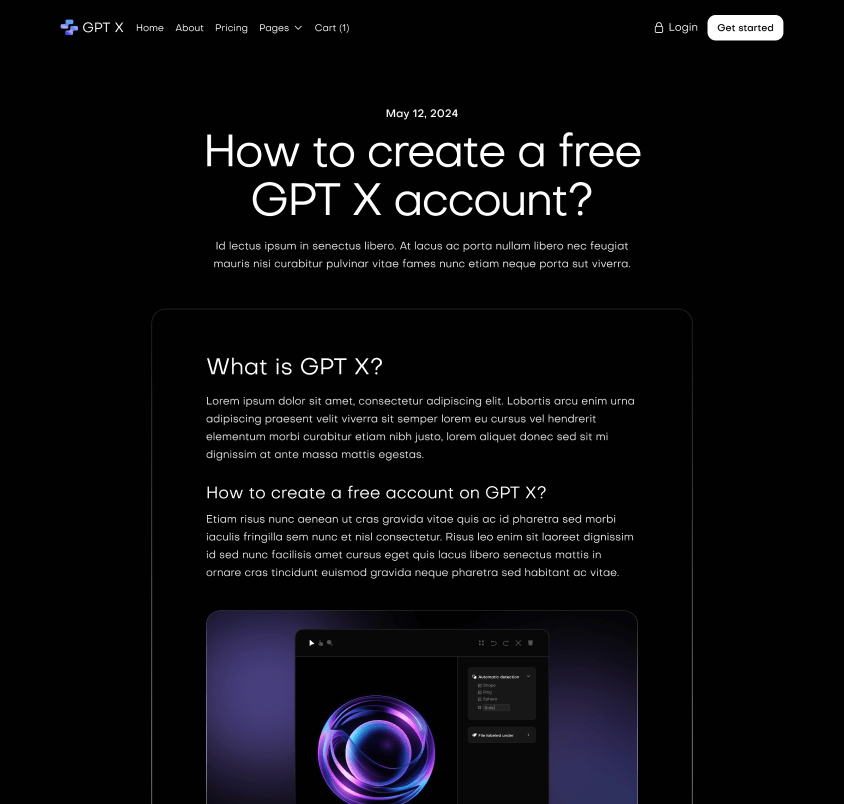 GPT X Home About Pricing Pages Cart (1) Login Get started
May 12, 2024
How to create a free
GPT X account?
Id lectus ipsum in senectus libero. At lacus ac porta nullam libero nec feugiat
mauris nisi curabitur pulvinar vitae fames nunc etiam neque porta sut viverra.
What is GPT X?
Lorem ipsum dolor sit amet, consectetur adipiscing elit. Lobortis arcu enim urna
adipiscing praesent velit viverra sit semper lorem eu cursus vel hendrerit
elementum morbi curabitur etiam nibh justo, lorem aliquet donec sed sit mi
dignissim at ante massa mattis egestas.
How to create a free account on GPT X?
Etiam risus nunc aenean ut cras gravida vitae quis ac id pharetra sed morbi
iaculis fringilla sem nunc et nisl consectetur. Risus leo enim sit laoreet dignissim
id sed nunc facilisis amet cursus eget quis lacus libero senectus mattis in
ornare cras tincidunt euismod gravida neque pharetra sed habitant ac vitae.
Automatic detection
Shape
Ring
Sphere
File labeled under